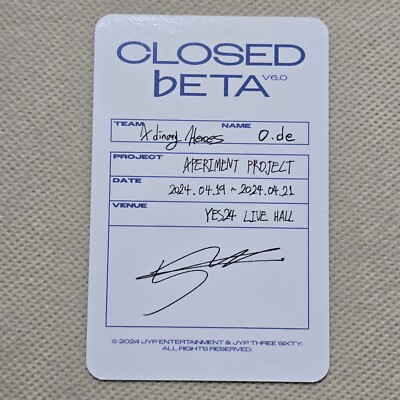 CLOSED
bETA V6.0
TEAM Xdinary Heroes NAME O.de
PROJECT XPERIMENT PROJECT
DATE 2024.04.19 ~ 2024.04.21
VENUE YES24 LIVE HALL
© 2024 JYP ENTERTAINMENT & JYP THREE SIXTY.
ALL RIGHTS RESERVED.